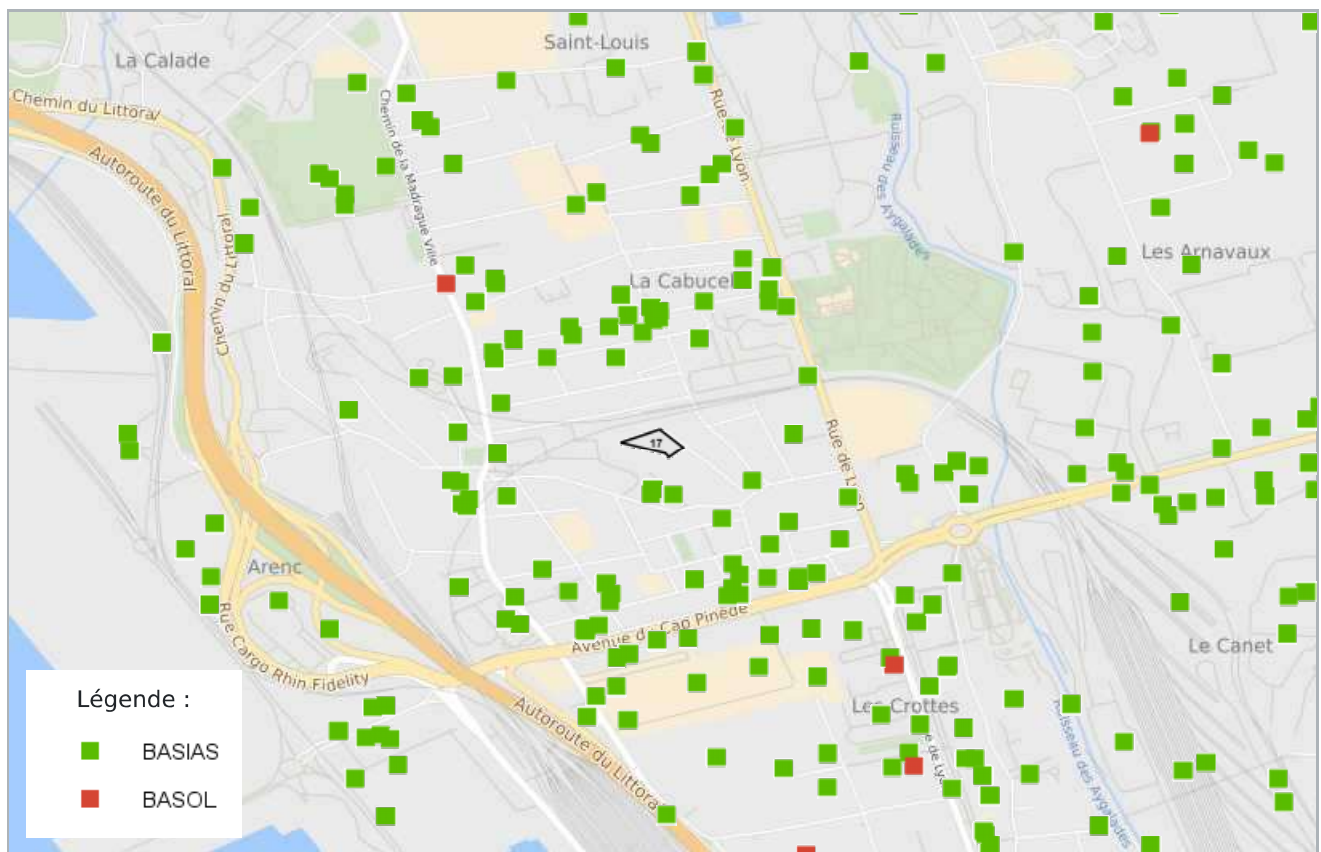 Saint-Louis
La Calade
Chemin du Littoral
Chemin de la Madrague Ville
Rue de Lyon
Ruisseau des Aygalades
Autoroute du Littoral
Chemin du Littoral
Les Arnavaux
La Cabucel
17
Rue de Lyon
Arenc
Avenue du Cap Pinède
Rue Cargo Rhin Fidelity
Le Canet
Les Crottes
Autoroute du Littoral
e de Ly
Ruisseau des Aygalades
Légende :
BASIAS
BASOL